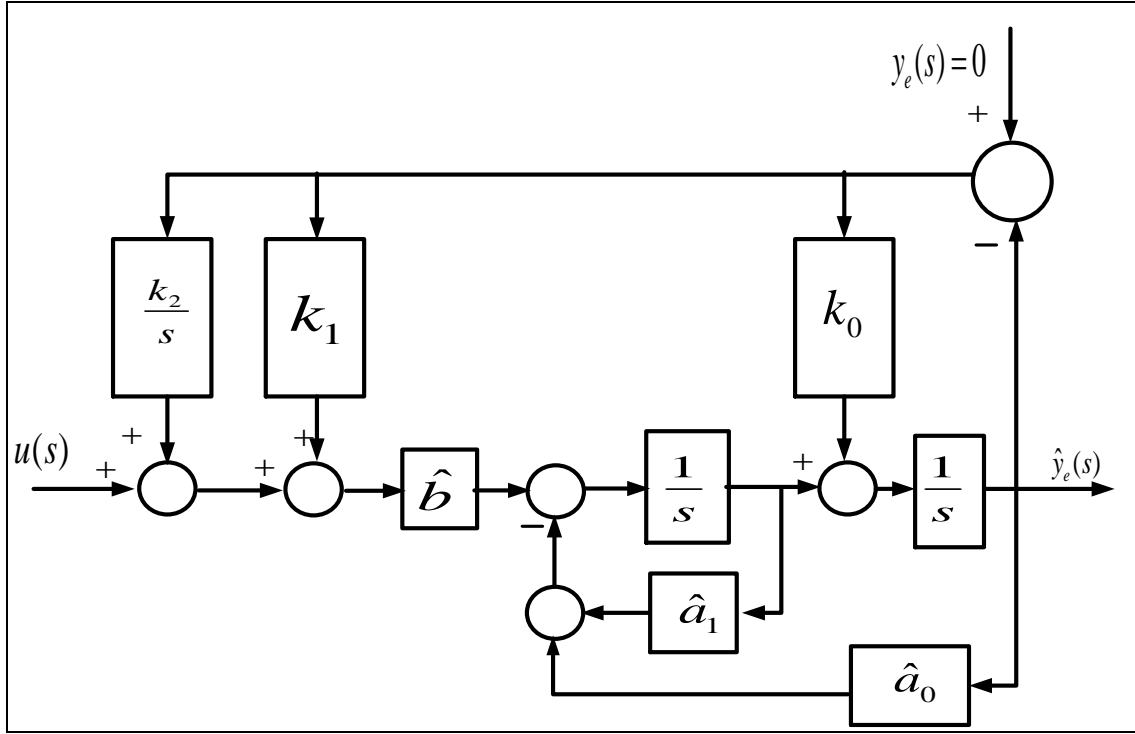 y_e(s)=0
+
−
k_2/s
k_1
k_0
+
+
+
u(s)
+
+
b̂
−
1/s
1/s
ŷ_e(s)
â_1
â_0